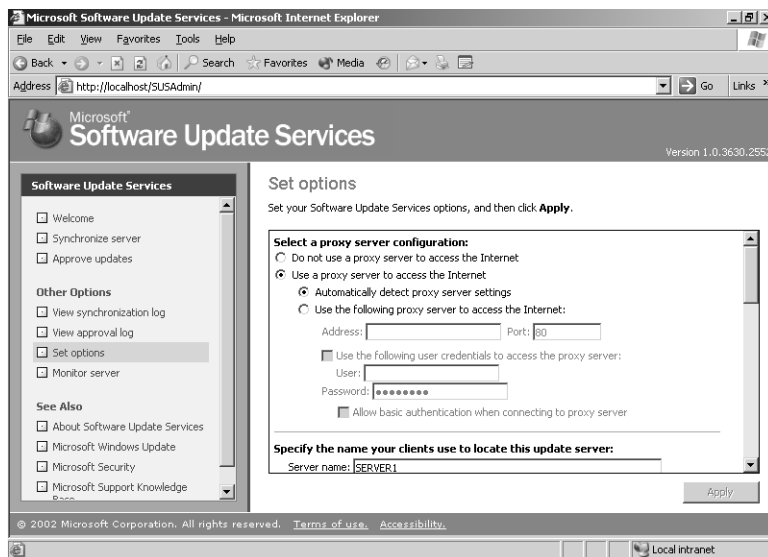 Microsoft Software Update Services - Microsoft Internet Explorer
File Edit View Favorites Tools Help
Back Search Favorites Media
Address http://localhost/SUSAdmin/ Go Links
Microsoft®
Software Update Services
Version 1.0.3630.2552
Software Update Services
Welcome
Synchronize server
Approve updates
Other Options
View synchronization log
View approval log
Set options
Monitor server
See Also
About Software Update Services
Microsoft Windows Update
Microsoft Security
Microsoft Support Knowledge
Base
Set options
Set your Software Update Services options, and then click Apply.
Select a proxy server configuration:
Do not use a proxy server to access the Internet
Use a proxy server to access the Internet
Automatically detect proxy server settings
Use the following proxy server to access the Internet:
Address: Port: 80
Use the following user credentials to access the proxy server:
User:
Password: ••••••••
Allow basic authentication when connecting to proxy server
Specify the name your clients use to locate this update server:
Server name: SERVER1
Apply
© 2002 Microsoft Corporation. All rights reserved. Terms of use. Accessibility.
Local intranet